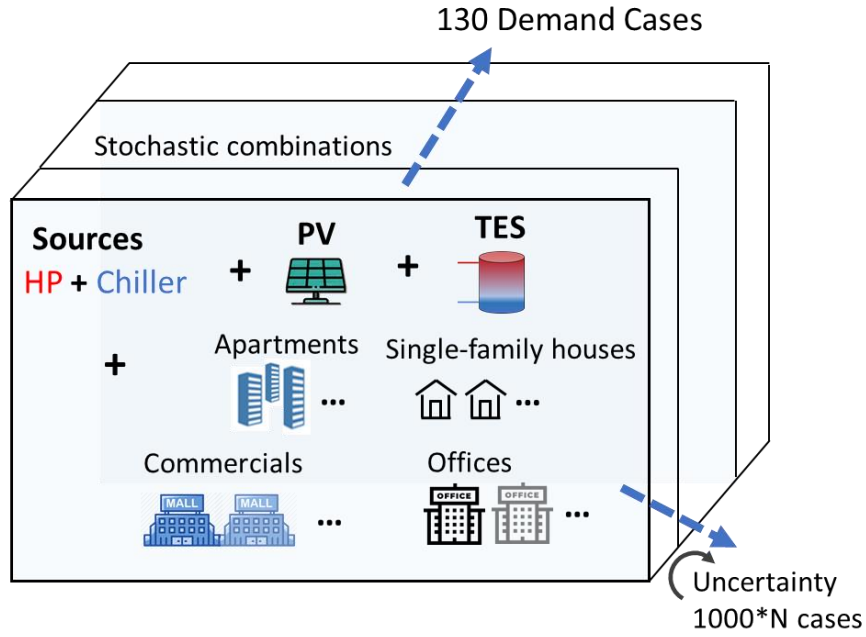 130 Demand Cases
Stochastic combinations
Sources
HP + Chiller
+
PV
+
TES
+
Apartments
...
Single-family houses
...
Commercials
MALL
MALL
...
Offices
OFFICE
OFFICE
...
Uncertainty
1000*N cases